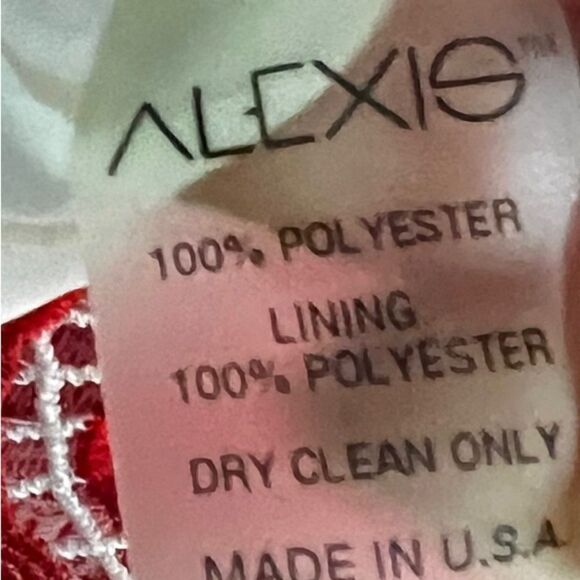 ALEXIS™
100% POLYESTER
LINING
100% POLYESTER
DRY CLEAN ONLY
MADE IN U.S.A